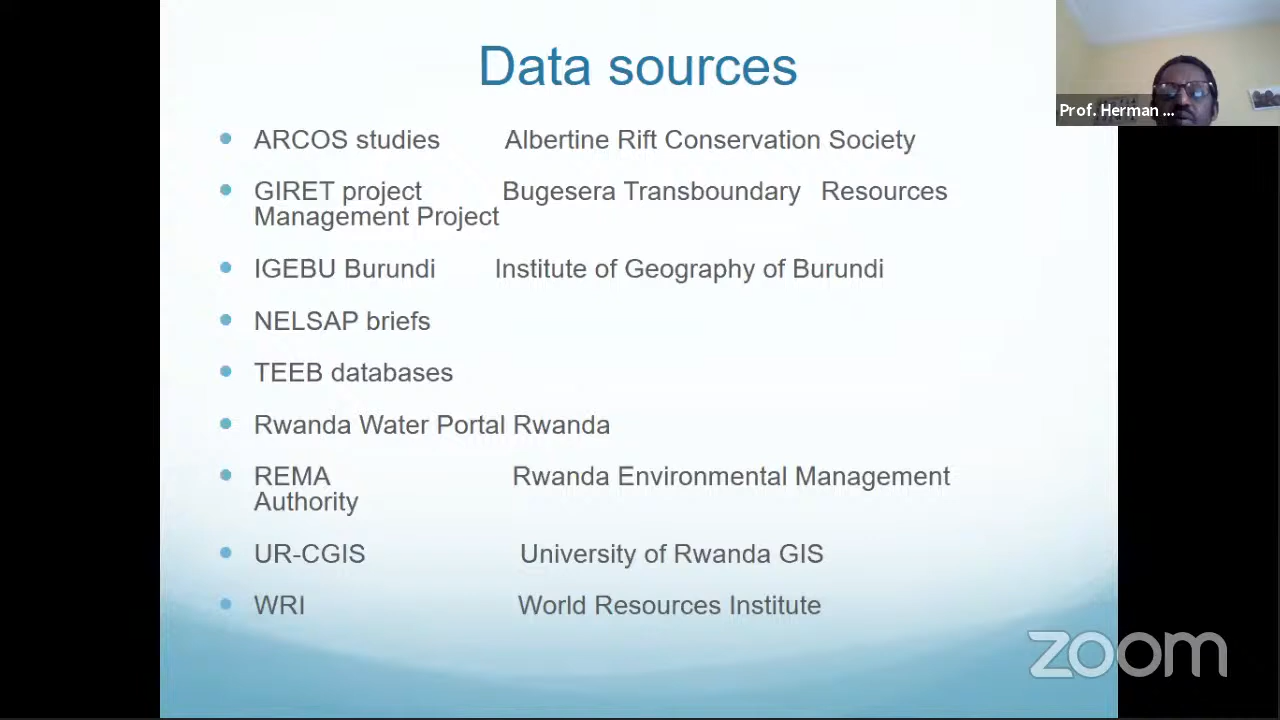 Data sources
Prof. Herman ...
ARCOS studies Albertine Rift Conservation Society
GIRET project Bugesera Transboundary Resources
Management Project
IGEBU Burundi Institute of Geography of Burundi
NELSAP briefs
TEEB databases
Rwanda Water Portal Rwanda
REMA Rwanda Environmental Management
Authority
UR-CGIS University of Rwanda GIS
WRI World Resources Institute
zoom